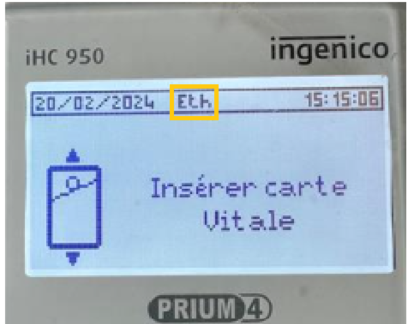 iHC 950 ingenico
20/02/2024 Eth 15:15:06
Insérer carte
Vitale
PRIUM 4